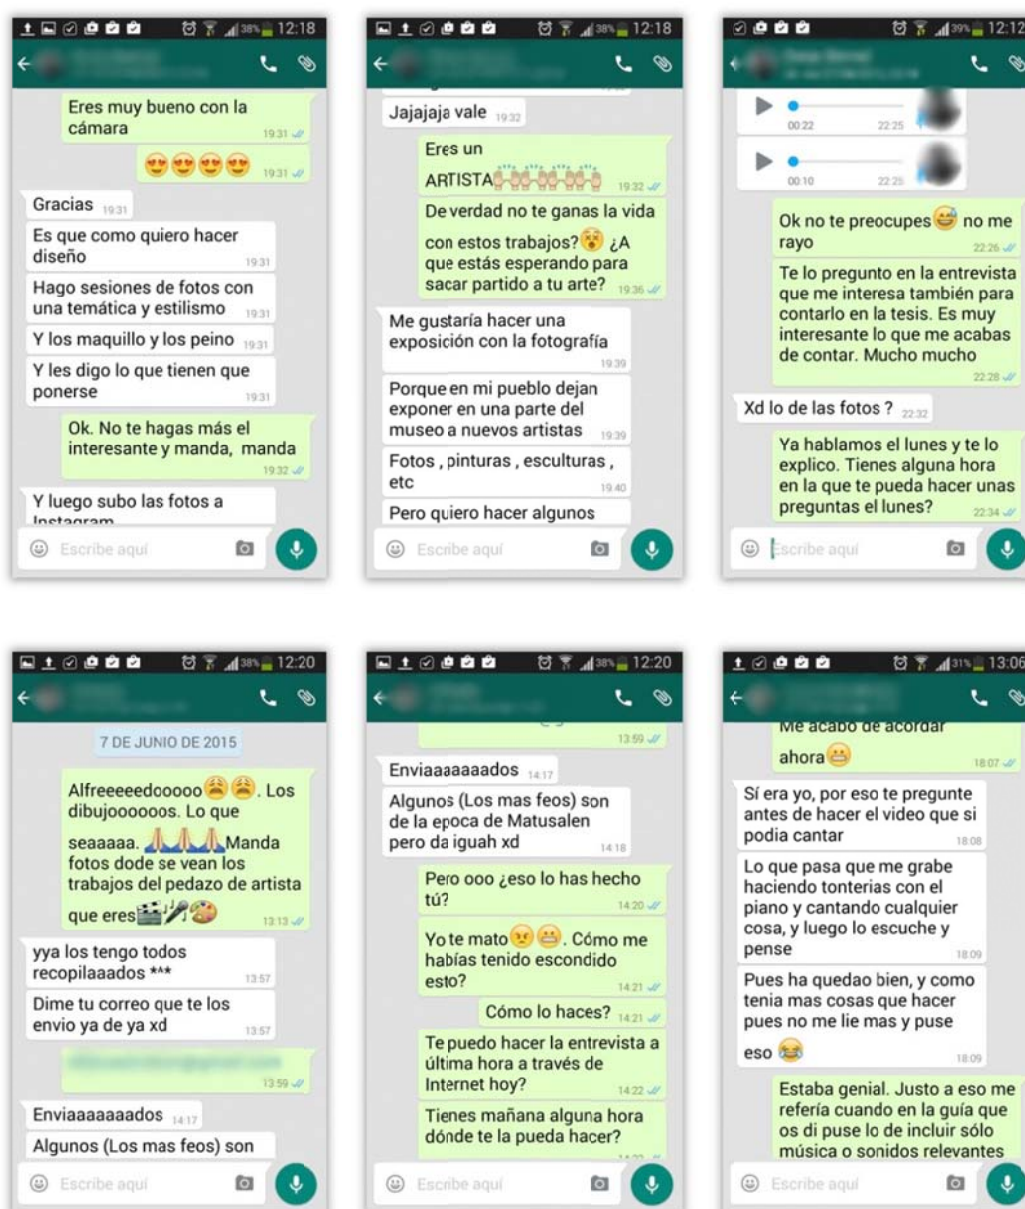 38% 12:18
Eres muy bueno con la
cámara
19:31
19:31
Gracias 19:31
Es que como quiero hacer
diseño
19:31
Hago sesiones de fotos con
una temática y estilismo 19:31
Y los maquillo y los peino 19:31
Y les digo lo que tienen que
ponerse
19:31
Ok. No te hagas más el
interesante y manda, manda
19:32
Y luego subo las fotos a
Instagram
Escribe aquí
38% 12:18
Jajajaja vale 19:32
Eres un
ARTISTA
19:32
De verdad no te ganas la vida
con estos trabajos? ¿A
que estás esperando para
sacar partido a tu arte? 19:36
Me gustaría hacer una
exposición con la fotografía
19:39
Porque en mi pueblo dejan
exponer en una parte del
museo a nuevos artistas 19:39
Fotos , pinturas , esculturas ,
etc
19:40
Pero quiero hacer algunos
Escribe aquí
39% 12:12
00:22 22:25
00:10 22:25
Ok no te preocupes no me
rayo
22:26
Te lo pregunto en la entrevista
que me interesa también para
contarlo en la tesis. Es muy
interesante lo que me acabas
de contar. Mucho mucho
22:28
Xd lo de las fotos ? 22:32
Ya hablamos el lunes y te lo
explico. Tienes alguna hora
en la que te pueda hacer unas
preguntas el lunes? 22:34
Escribe aquí
38% 12:20
7 DE JUNIO DE 2015
Alfreeeeedooooo . Los
dibujoooooos. Lo que
seaaaaa. Manda
fotos dode se vean los
trabajos del pedazo de artista
que eres 13:13
yya los tengo todos
recopilaaados *^* 13:57
Dime tu correo que te los
envio ya de ya xd 13:57
13:59
Enviaaaaaaados 14:17
Algunos (Los mas feos) son
Escribe aquí
38% 12:20
13:59
Enviaaaaaaados 14:17
Algunos (Los mas feos) son
de la epoca de Matusalen
pero da iguah xd 14:18
Pero ooo ¿eso lo has hecho
tú? 14:20
Yo te mato . Cómo me
habías tenido escondido
esto? 14:21
Cómo lo haces? 14:21
Te puedo hacer la entrevista a
última hora a través de
Internet hoy? 14:22
Tienes mañana alguna hora
dónde te la pueda hacer?
Escribe aquí
31% 13:06
Me acabo de acordar
ahora 18:07
Sí era yo, por eso te pregunte
antes de hacer el video que si
podia cantar 18:08
Lo que pasa que me grabe
haciendo tonterias con el
piano y cantando cualquier
cosa, y luego lo escuche y
pense 18:09
Pues ha quedao bien, y como
tenia mas cosas que hacer
pues no me lie mas y puse
eso 18:09
Estaba genial. Justo a eso me
refería cuando en la guía que
os di puse lo de incluir sólo
música o sonidos relevantes
Escribe aquí